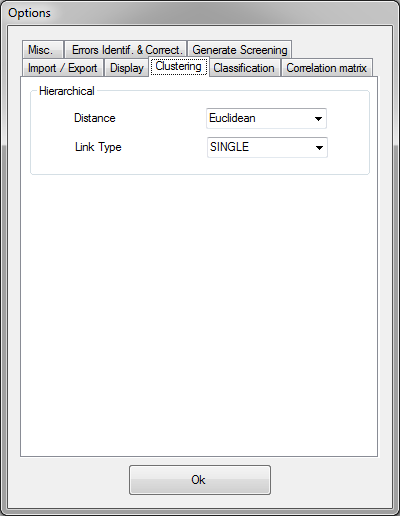 Options
Misc. Errors Identif. & Correct. Generate Screening
Import / Export Display Clustering Classification Correlation matrix
Hierarchical
Distance Euclidean
Link Type SINGLE
Ok